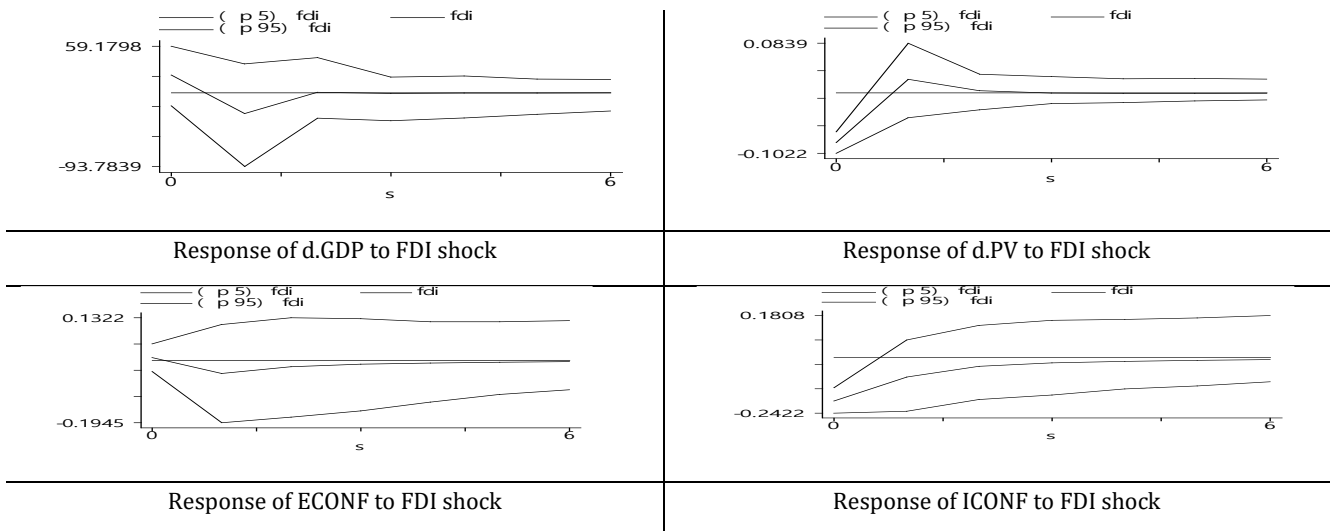 ( p 5) fdi fdi
( p 95) fdi
59.1798
-93.7839
0 6
s
Response of d.GDP to FDI shock
( p 5) fdi fdi
( p 95) fdi
0.0839
-0.1022
0 6
s
Response of d.PV to FDI shock
( p 5) fdi fdi
( p 95) fdi
0.1322
-0.1945
0 6
s
Response of ECONF to FDI shock
( p 5) fdi fdi
( p 95) fdi
0.1808
-0.2422
0 6
s
Response of ICONF to FDI shock